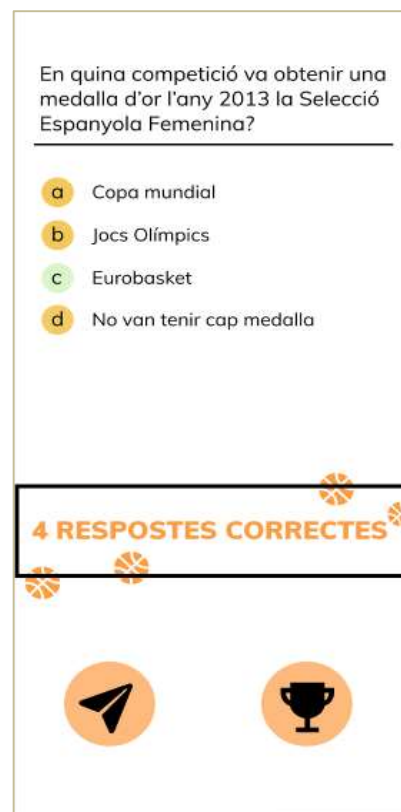 En quina competició va obtenir una
medalla d'or l'any 2013 la Selecció
Espanyola Femenina?
a Copa mundial
b Jocs Olímpics
c Eurobasket
d No van tenir cap medalla
4 RESPOSTES CORRECTES